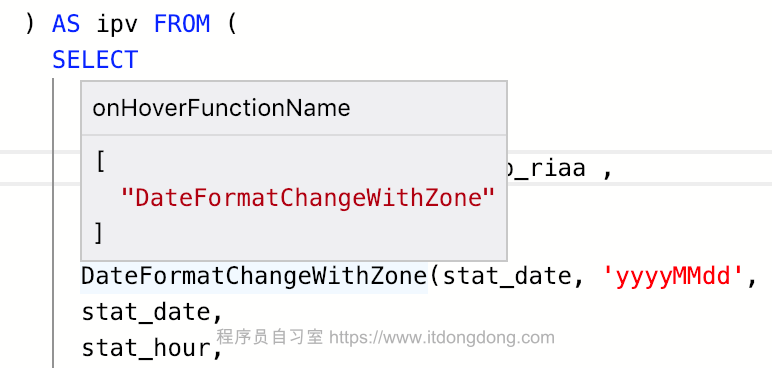 ) AS ipv FROM (
SELECT
onHoverFunctionName
[
"DateFormatChangeWithZone"
]
_riaa ,
DateFormatChangeWithZone(stat_date, 'yyyyMMdd',
stat_date,
stat_hour,
程序员自习室 https://www.itdongdong.com